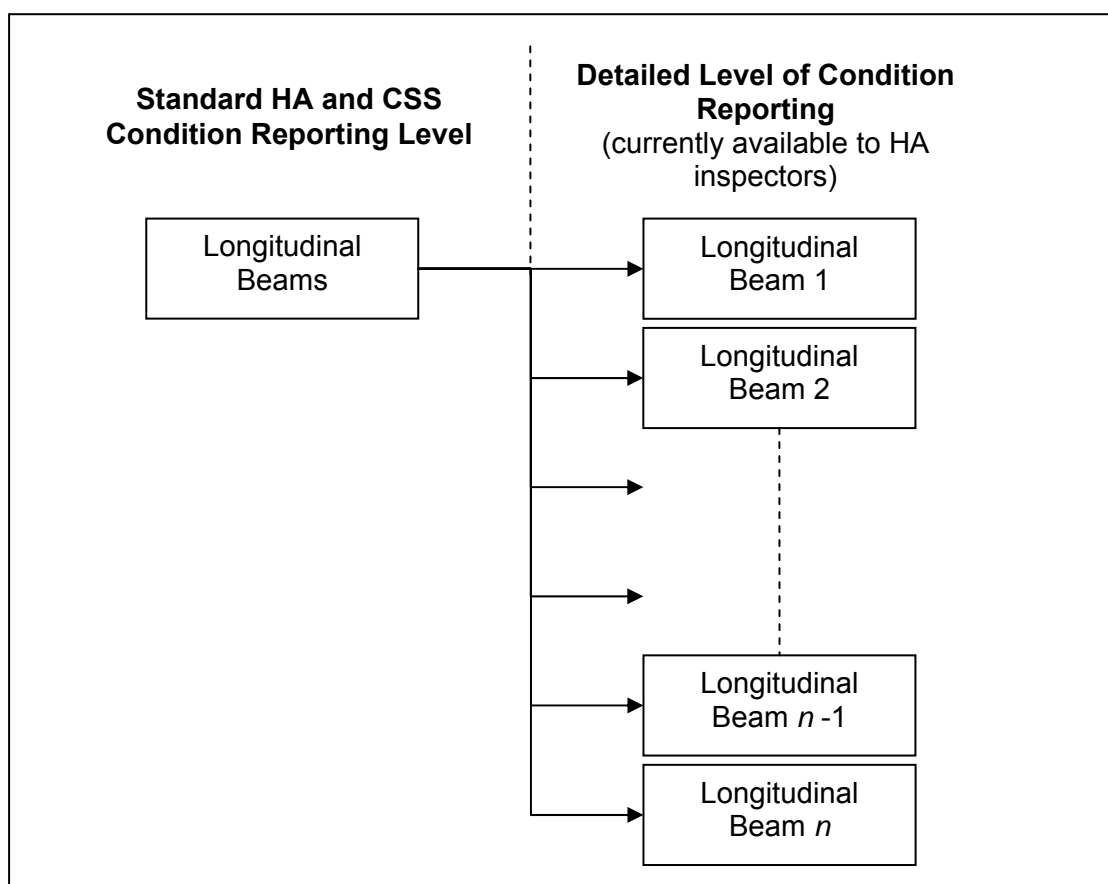 Standard HA and CSS
Condition Reporting Level
Detailed Level of Condition
Reporting
(currently available to HA
inspectors)
Longitudinal
Beams
Longitudinal
Beam 1
Longitudinal
Beam 2
Longitudinal
Beam n -1
Longitudinal
Beam n